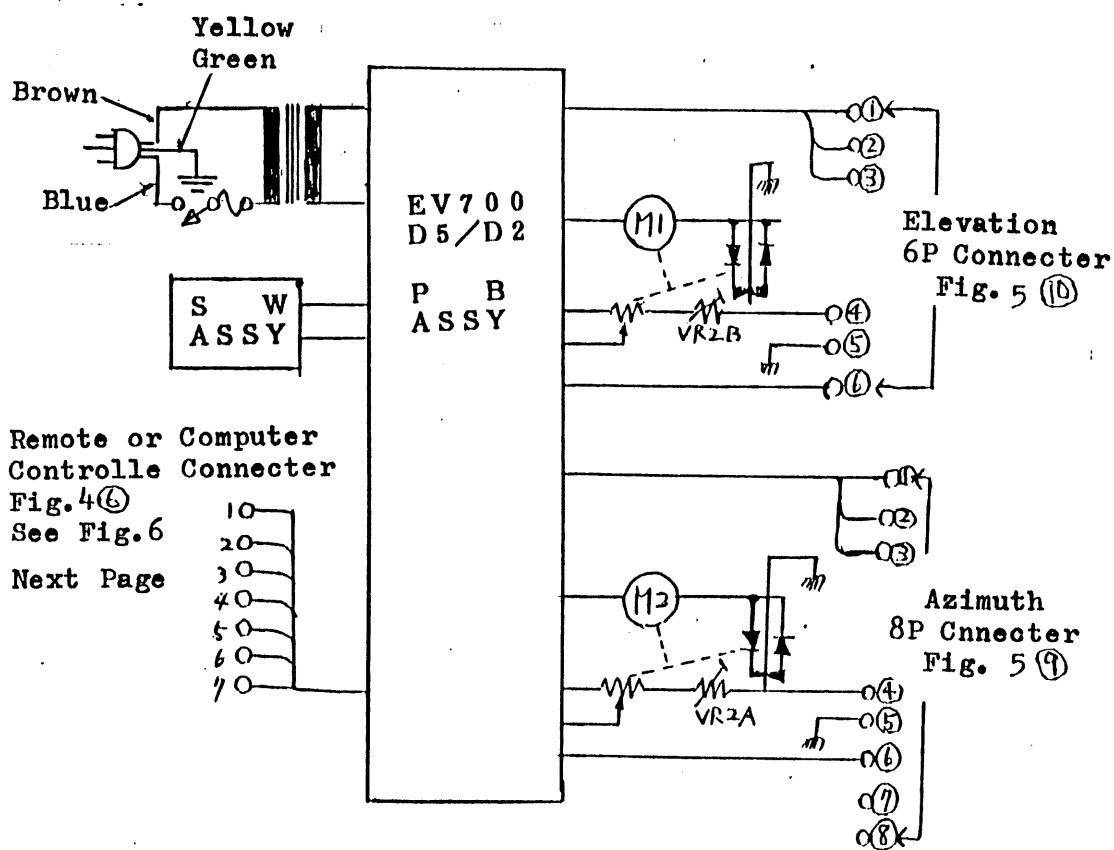 Yellow
Green
Brown
Blue
EV700
D5/D2
P B
ASSY
S W
ASSY
M1
VR2B
①
②
③
④
⑤
⑥
Elevation
6P Connecter
Fig. 5 ⑩
Remote or Computer
Controlle Connecter
Fig.4⑥
See Fig.6
Next Page
1
2
3
4
5
6
7
M2
VR2A
①
②
③
④
⑤
⑥
⑦
⑧
Azimuth
8P Cnnecter
Fig. 5 ⑨